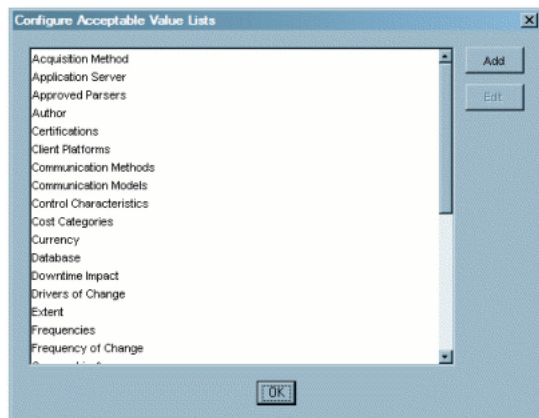 Configure Acceptable Value Lists
Acquisition Method
Application Server
Approved Parsers
Author
Certifications
Client Platforms
Communication Methods
Communication Models
Control Characteristics
Cost Categories
Currency
Database
Downtime Impact
Drivers of Change
Extent
Frequencies
Frequency of Change
Add
Edit
OK